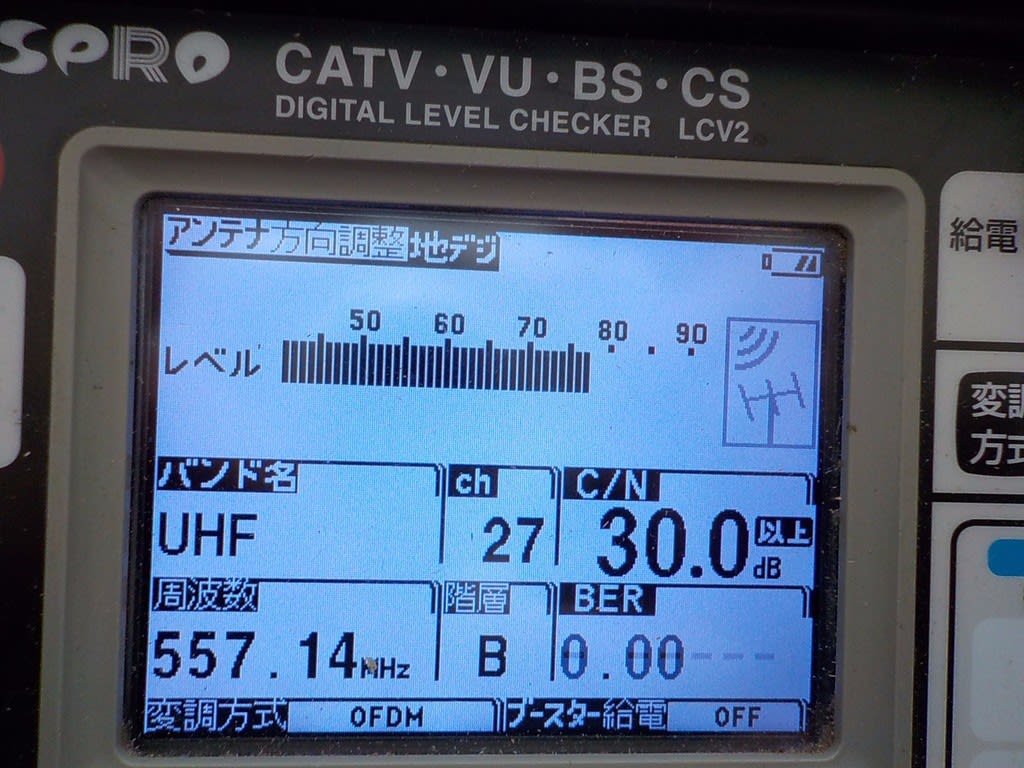 SPRO
CATV・VU・BS・CS
DIGITAL LEVEL CHECKER LCV2
アンテナ方向調整 地デジ
50 60 70 80 90
レベル
バンド名 ch C/N
UHF 27 30.0 以上 dB
周波数 階層 BER
557.14MHz B 0.00
変調方式 OFDM ブースター給電 OFF
給電
変調
方式